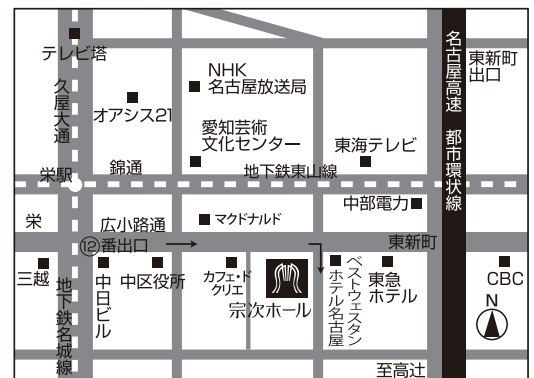 テレビ塔
久屋大通
オアシス21
NHK
名古屋放送局
愛知芸術
文化センター
東海テレビ
名古屋高速 都市環状線
東新町
出口
栄駅
錦通
地下鉄東山線
中部電力
栄
広小路通
マクドナルド
⑫番出口
東新町
三越
地下鉄名城線
中日ビル
中区役所
カフェ・ド
クリエ
宗次ホール
ベストウェスタン
ホテル名古屋
東急
ホテル
CBC
N
至高辻